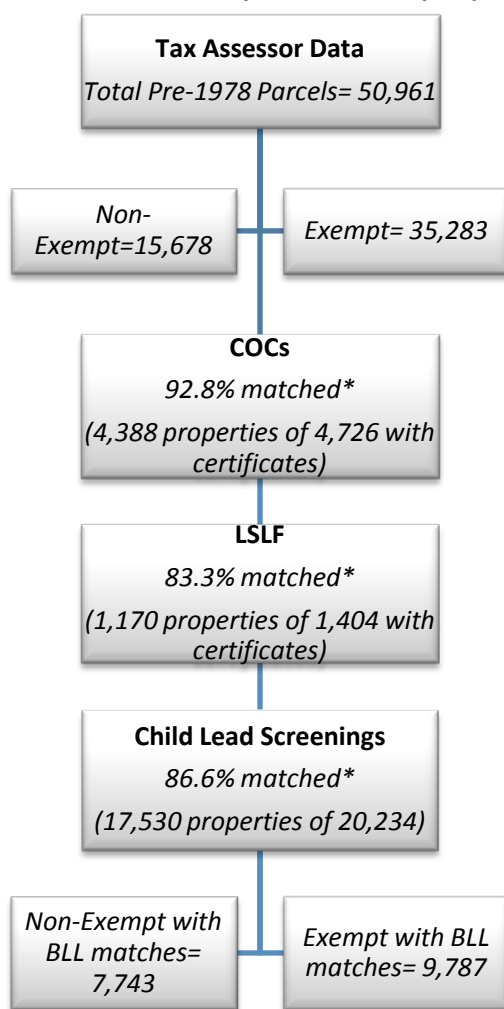 Tax Assessor Data
Total Pre-1978 Parcels= 50,961
Non-
Exempt=15,678
Exempt= 35,283
COCs
92.8% matched*
(4,388 properties of 4,726 with
certificates)
LSLF
83.3% matched*
(1,170 properties of 1,404 with
certificates)
Child Lead Screenings
86.6% matched*
(17,530 properties of 20,234)
Non-Exempt with
BLL matches=
7,743
Exempt with BLL
matches= 9,787